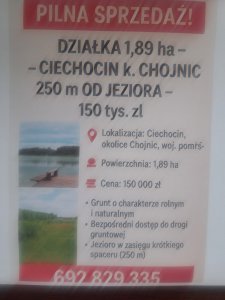 PILNA SPRZEDAŻ!
DZIAŁKA 1,89 ha –
– CIECHOCIN k. CHOJNIC
250 m OD JEZIORA –
150 tys. zl
Lokalizacja: Ciechocin,
okolice Chojnic, woj. pomŕš-
Powierzchnia: 1,89 ha
Cena: 150 000 zł
• Grunt o charakterze rolnym
i naturalnym
• Bezpośredni dostęp do drogi
gruntowej
• Jezioro w zasięgu krótkiego
spaceru (250 m)
692 829 335